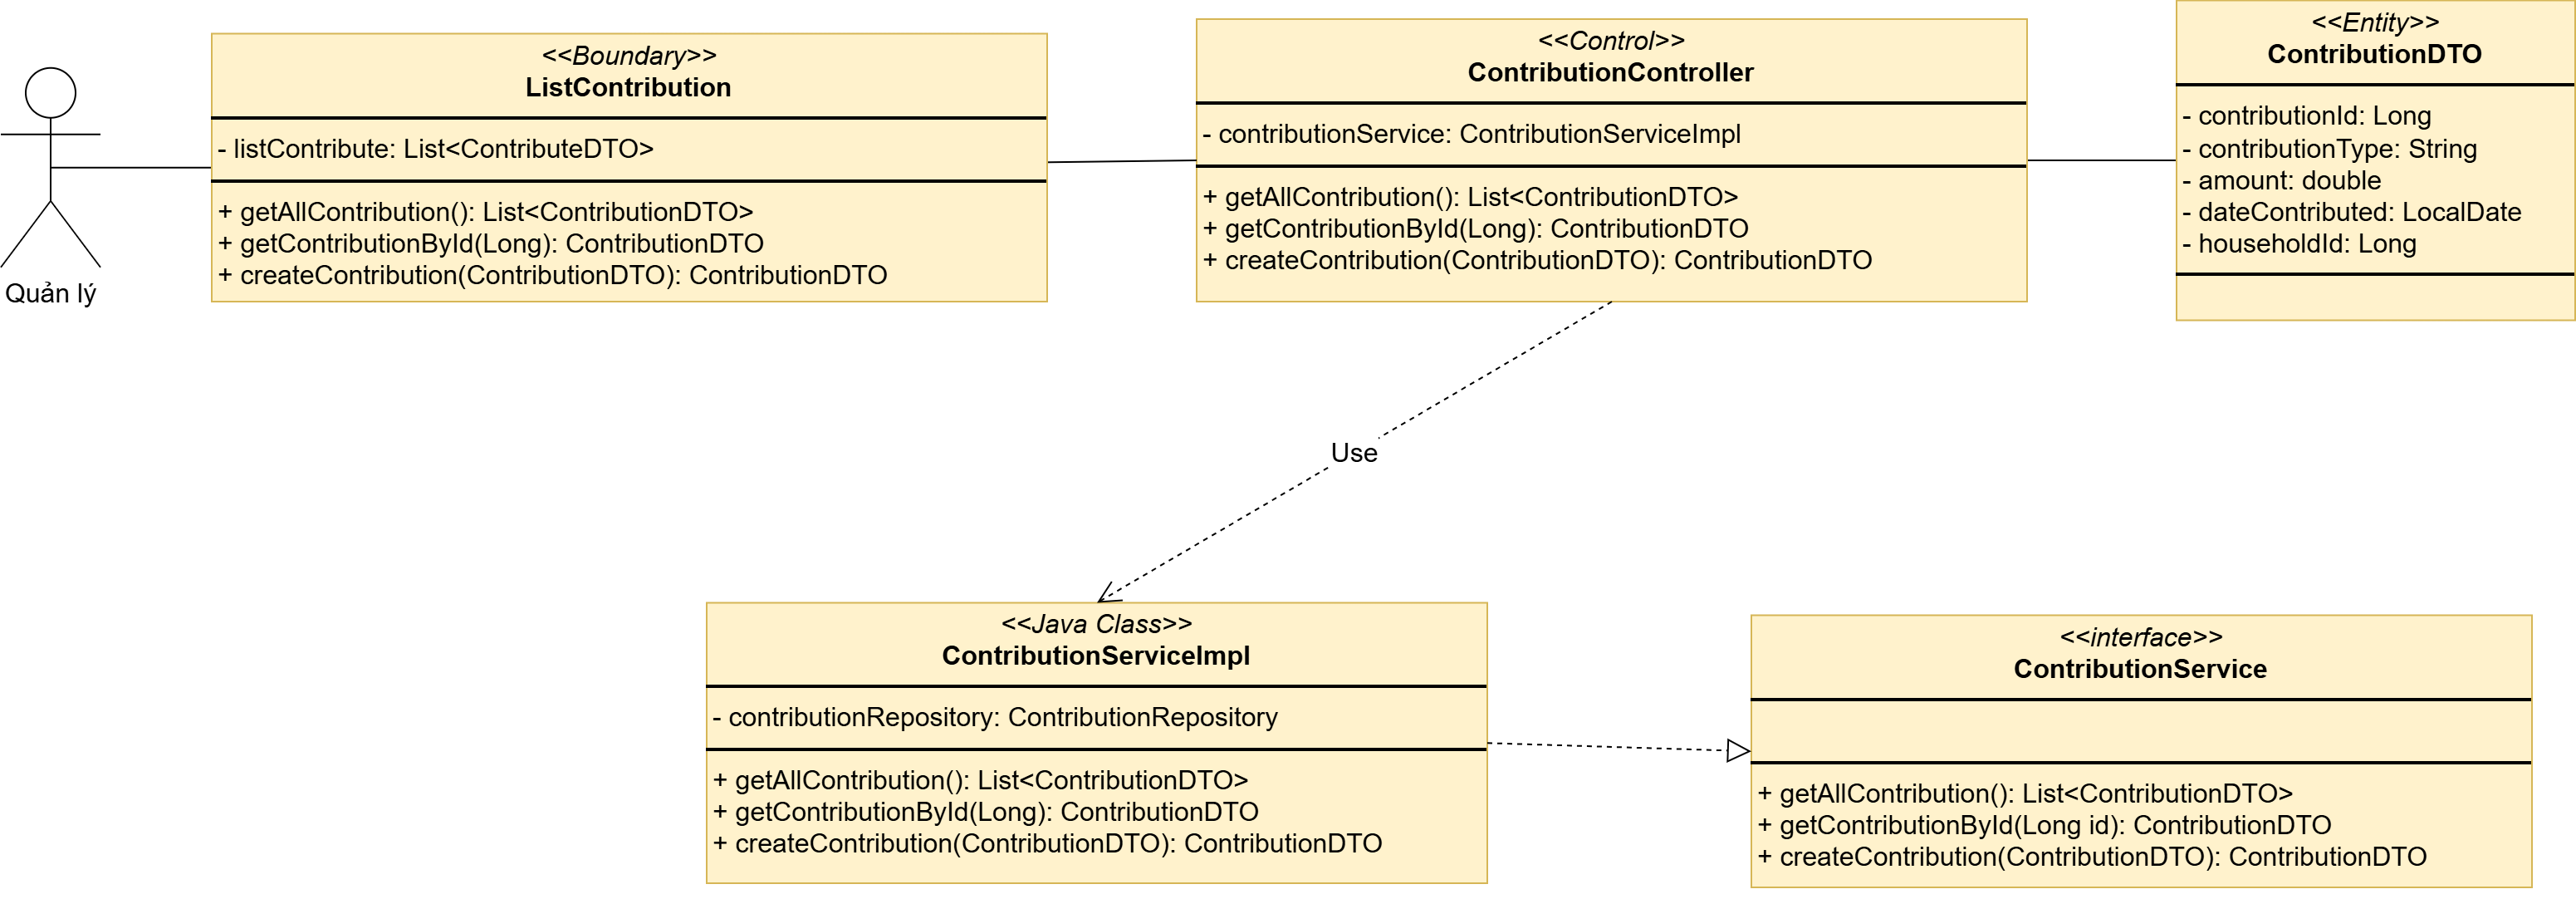 Quản lý
<<Boundary>>
ListContribution
- listContribute: List<ContributeDTO>
+ getAllContribution(): List<ContributionDTO>
+ getContributionById(Long): ContributionDTO
+ createContribution(ContributionDTO): ContributionDTO
<<Control>>
ContributionController
- contributionService: ContributionServiceImpl
+ getAllContribution(): List<ContributionDTO>
+ getContributionById(Long): ContributionDTO
+ createContribution(ContributionDTO): ContributionDTO
<<Entity>>
ContributionDTO
- contributionId: Long
- contributionType: String
- amount: double
- dateContributed: LocalDate
- householdId: Long
Use
<<Java Class>>
ContributionServiceImpl
- contributionRepository: ContributionRepository
+ getAllContribution(): List<ContributionDTO>
+ getContributionById(Long): ContributionDTO
+ createContribution(ContributionDTO): ContributionDTO
<<interface>>
ContributionService
+ getAllContribution(): List<ContributionDTO>
+ getContributionById(Long id): ContributionDTO
+ createContribution(ContributionDTO): ContributionDTO